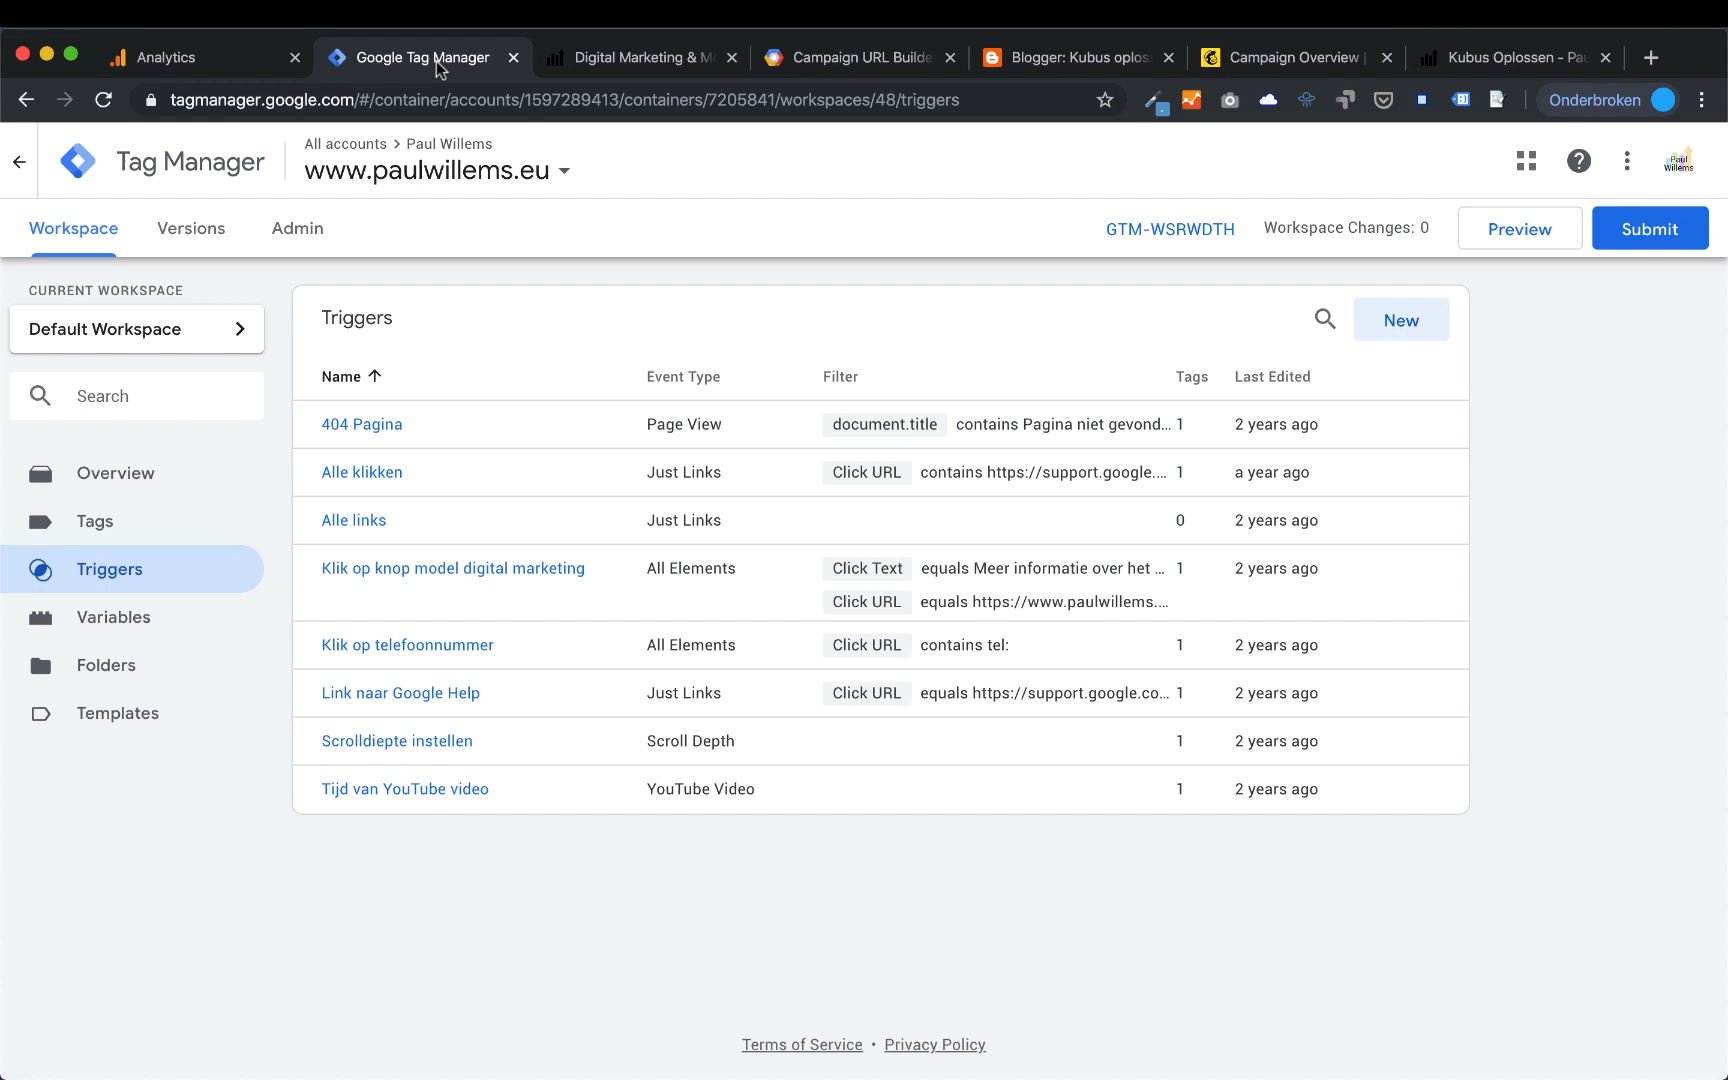 Analytics
Google Tag Manager
Digital Marketing & Mo
Campaign URL Builde
Blogger: Kubus oplos
Campaign Overview |
Kubus Oplossen - Pau
tagmanager.google.com/#/container/accounts/1597289413/containers/7205841/workspaces/48/triggers
Onderbroken
Tag Manager
All accounts > Paul Willems
www.paulwillems.eu
Paul
Willems
Workspace
Versions
Admin
GTM-WSRWDTH
Workspace Changes: 0
Preview
Submit
CURRENT WORKSPACE
Default Workspace
Search
Overview
Tags
Triggers
Variables
Folders
Templates
Triggers
New
Name Event Type Filter Tags Last Edited
404 Pagina Page View document.title contains Pagina niet gevond... 1 2 years ago
Alle klikken Just Links Click URL contains https://support.google.... 1 a year ago
Alle links Just Links 0 2 years ago
Klik op knop model digital marketing All Elements Click Text equals Meer informatie over het ... 1 2 years ago
Click URL equals https://www.paulwillems....
Klik op telefoonnummer All Elements Click URL contains tel: 1 2 years ago
Link naar Google Help Just Links Click URL equals https://support.google.co... 1 2 years ago
Scrolldiepte instellen Scroll Depth 1 2 years ago
Tijd van YouTube video YouTube Video 1 2 years ago
Terms of Service • Privacy Policy